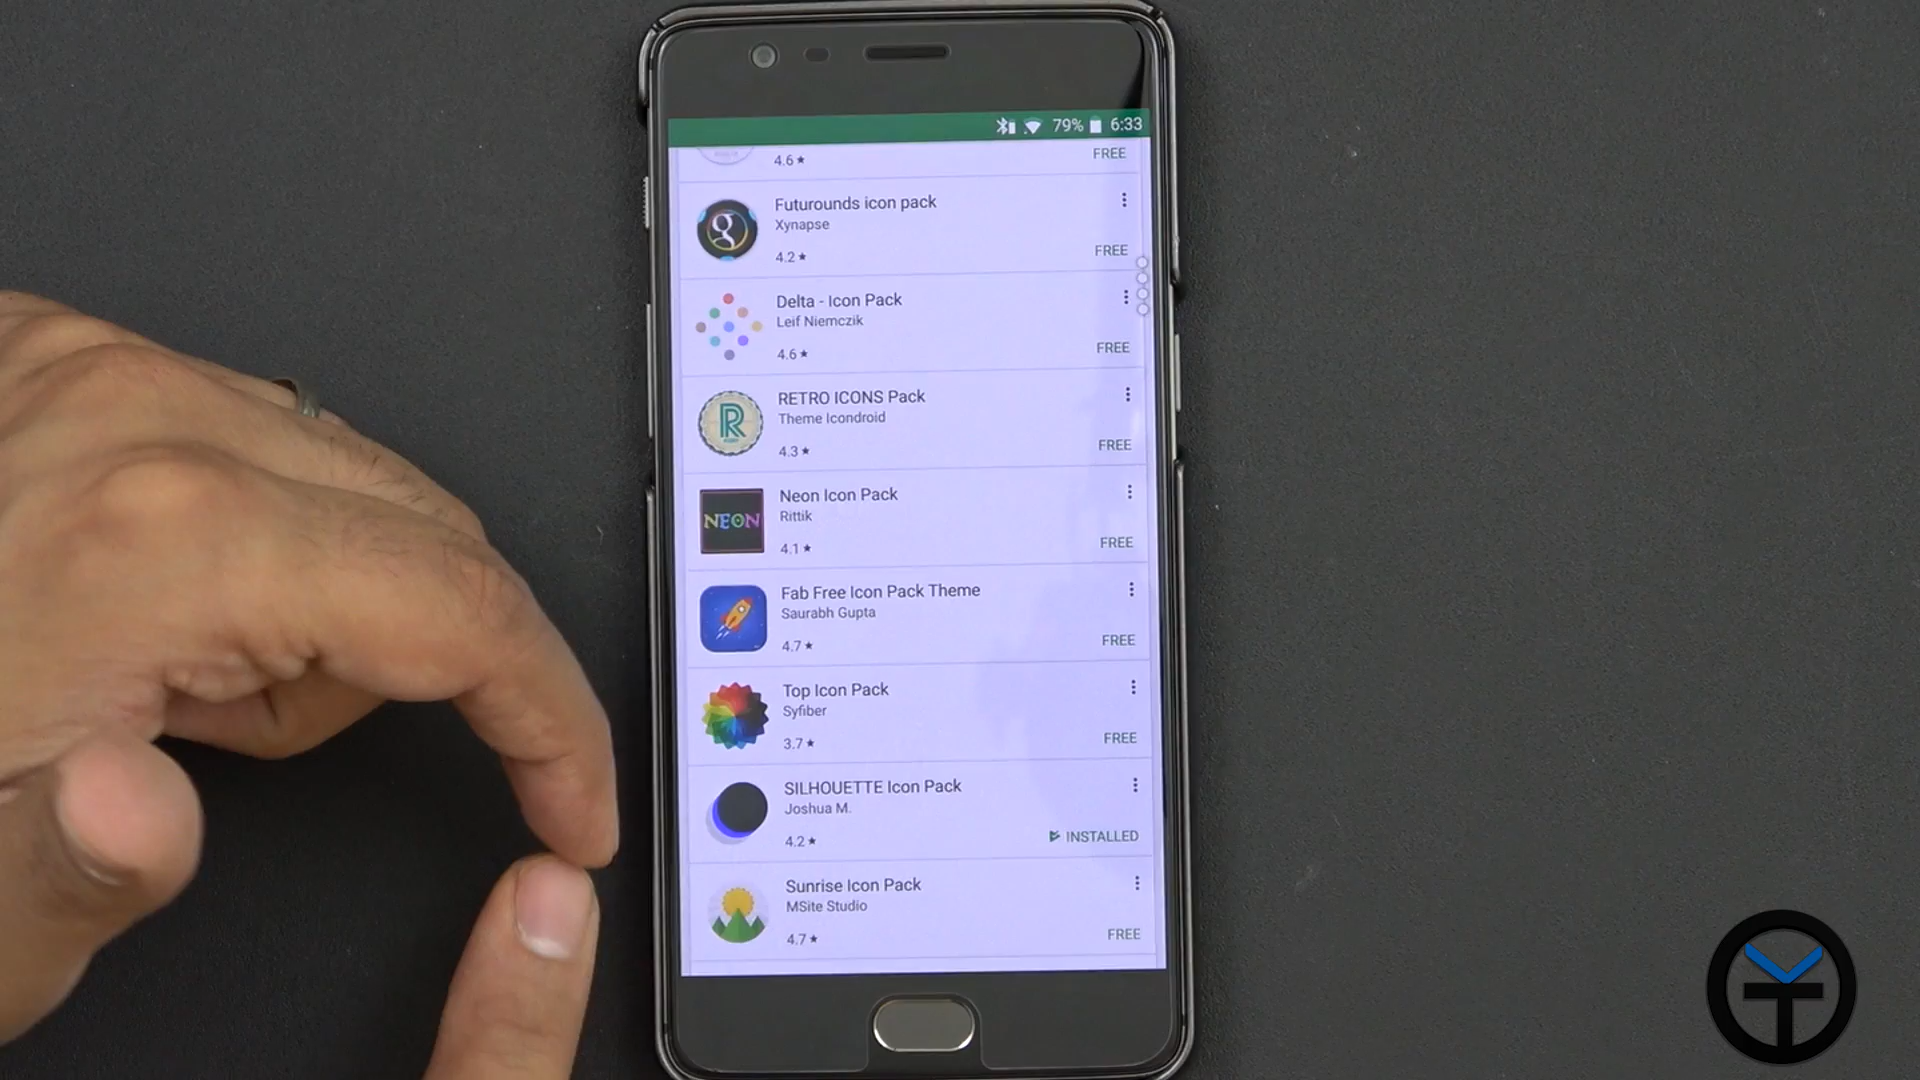 79% 6:33
4.6 ★ FREE
Futurounds icon pack
Xynapse
4.2 ★ FREE
Delta - Icon Pack
Leif Niemczik
4.6 ★ FREE
RETRO ICONS Pack
Theme Icondroid
4.3 ★ FREE
NEON
Neon Icon Pack
Rittik
4.1 ★ FREE
Fab Free Icon Pack Theme
Saurabh Gupta
4.7 ★ FREE
Top Icon Pack
Syfiber
3.7 ★ FREE
SILHOUETTE Icon Pack
Joshua M.
4.2 ★ INSTALLED
Sunrise Icon Pack
MSite Studio
4.7 ★ FREE